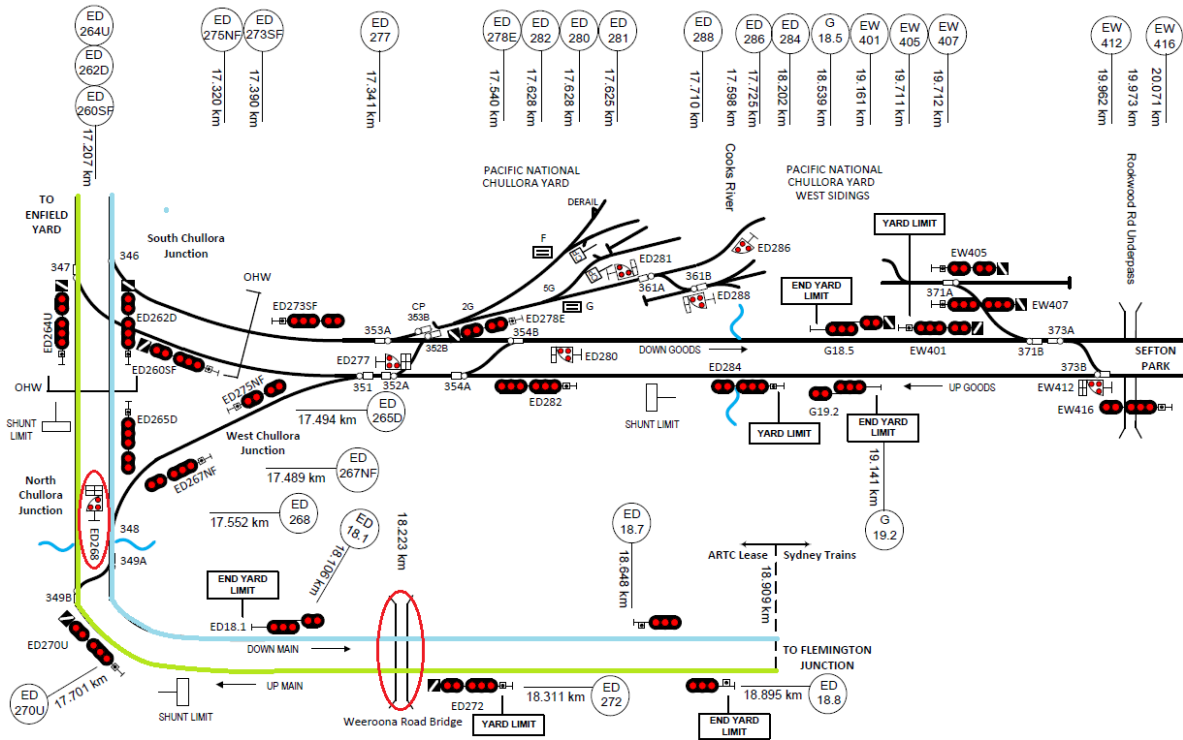 ED
264U
ED
262D
ED
260SF
17.207 km
ED
275NF
17.320 km
ED
273SF
17.390 km
ED
277
17.341 km
ED
278E
17.540 km
ED
282
17.628 km
ED
280
17.628 km
ED
281
17.625 km
ED
288
17.710 km
17.598 km
ED
286
17.725 km
ED
284
18.202 km
G
18.5
18.539 km
EW
401
19.161 km
EW
405
19.711 km
EW
407
19.712 km
EW
412
19.962 km
19.973 km
EW
416
20.071 km
TO
ENFIELD
YARD
South Chullora
Junction
PACIFIC NATIONAL
CHULLORA YARD
Cooks River
PACIFIC NATIONAL
CHULLORA YARD
WEST SIDINGS
Rookwood Rd Underpass
DERAIL
F
YARD LIMIT
346
347
OHW
ED281
ED286
EW405
ED264U
ED262D
ED273SF
CP
353B
2G
5G
G
361A
361B
ED288
END YARD
LIMIT
371A
EW407
ED278E
353A
352B
354B
ED260SF
ED277
ED280
DOWN GOODS
G18.5
EW401
371B
373A
SEFTON
PARK
OHW
ED275NF
351
352A
354A
ED282
ED284
UP GOODS
373B
EW412
SHUNT
LIMIT
ED265D
17.494 km
ED
265D
SHUNT LIMIT
YARD LIMIT
G19.2
END YARD
LIMIT
EW416
West Chullora
Junction
ED267NF
17.489 km
ED
267NF
19.141 km
North
Chullora
Junction
ED268
348
17.552 km
ED
268
ED
18.1
18.106 km
18.223 km
ED
18.7
18.648 km
G
19.2
ARTC Lease
Sydney Trains
18.909 km
349A
349B
END YARD
LIMIT
ED18.1
DOWN MAIN
TO FLEMINGTON
JUNCTION
ED270U
ED
270U
17.701 km
UP MAIN
SHUNT LIMIT
Weeroona Road Bridge
ED272
YARD LIMIT
18.311 km
ED
272
END YARD
LIMIT
18.895 km
ED
18.8